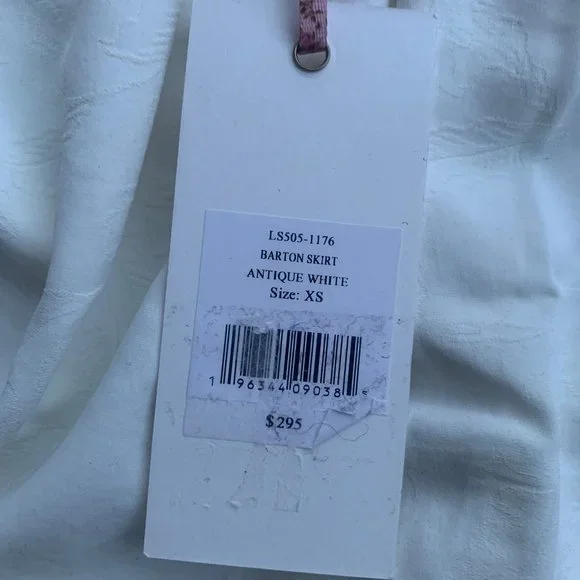 LS505-1176
BARTON SKIRT
ANTIQUE WHITE
Size: XS
1 96344 09038
$295